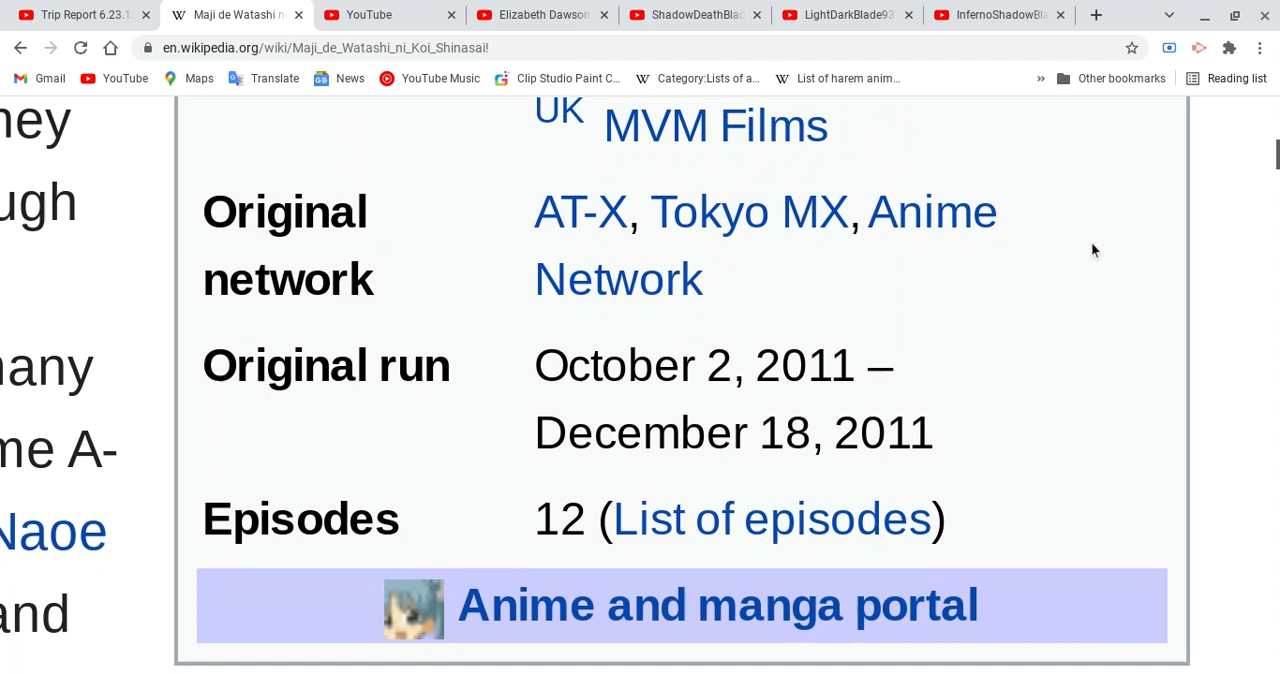 Trip Report 6.23.1
Maji de Watashi n
YouTube
Elizabeth Dawson
ShadowDeathBlad
LightDarkBlade93
InfernoShadowBla
en.wikipedia.org/wiki/Maji_de_Watashi_ni_Koi_Shinasai!
Gmail YouTube Maps Translate News YouTube Music Clip Studio Paint C... Category:Lists of a... List of harem anim... » Other bookmarks Reading list
hey
ugh
many
me A-
Naoe
and
UK MVM Films
Original network
AT-X, Tokyo MX, Anime
Network
Original run
October 2, 2011 –
December 18, 2011
Episodes
12 (List of episodes)
Anime and manga portal